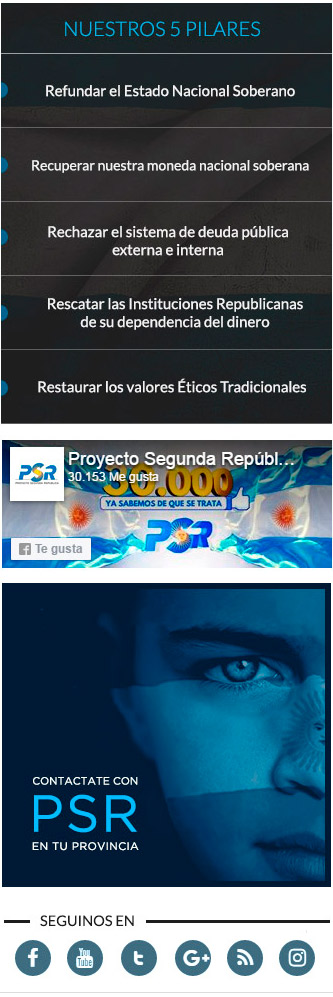 NUESTROS 5 PILARES
Refundar el Estado Nacional Soberano
Recuperar nuestra moneda nacional soberana
Rechazar el sistema de deuda pública
externa e interna
Rescatar las Instituciones Republicanas
de su dependencia del dinero
Restaurar los valores Éticos Tradicionales
PSR
PROYECTO SEGUNDA REPÚBLICA
Proyecto Segunda Repúbl...
30.153 Me gusta
30.000
YA SABEMOS DE QUE SE TRATA
PSR
Te gusta
CONTACTATE CON
PSR
EN TU PROVINCIA
SEGUINOS EN
f
You
Tube
t
G+